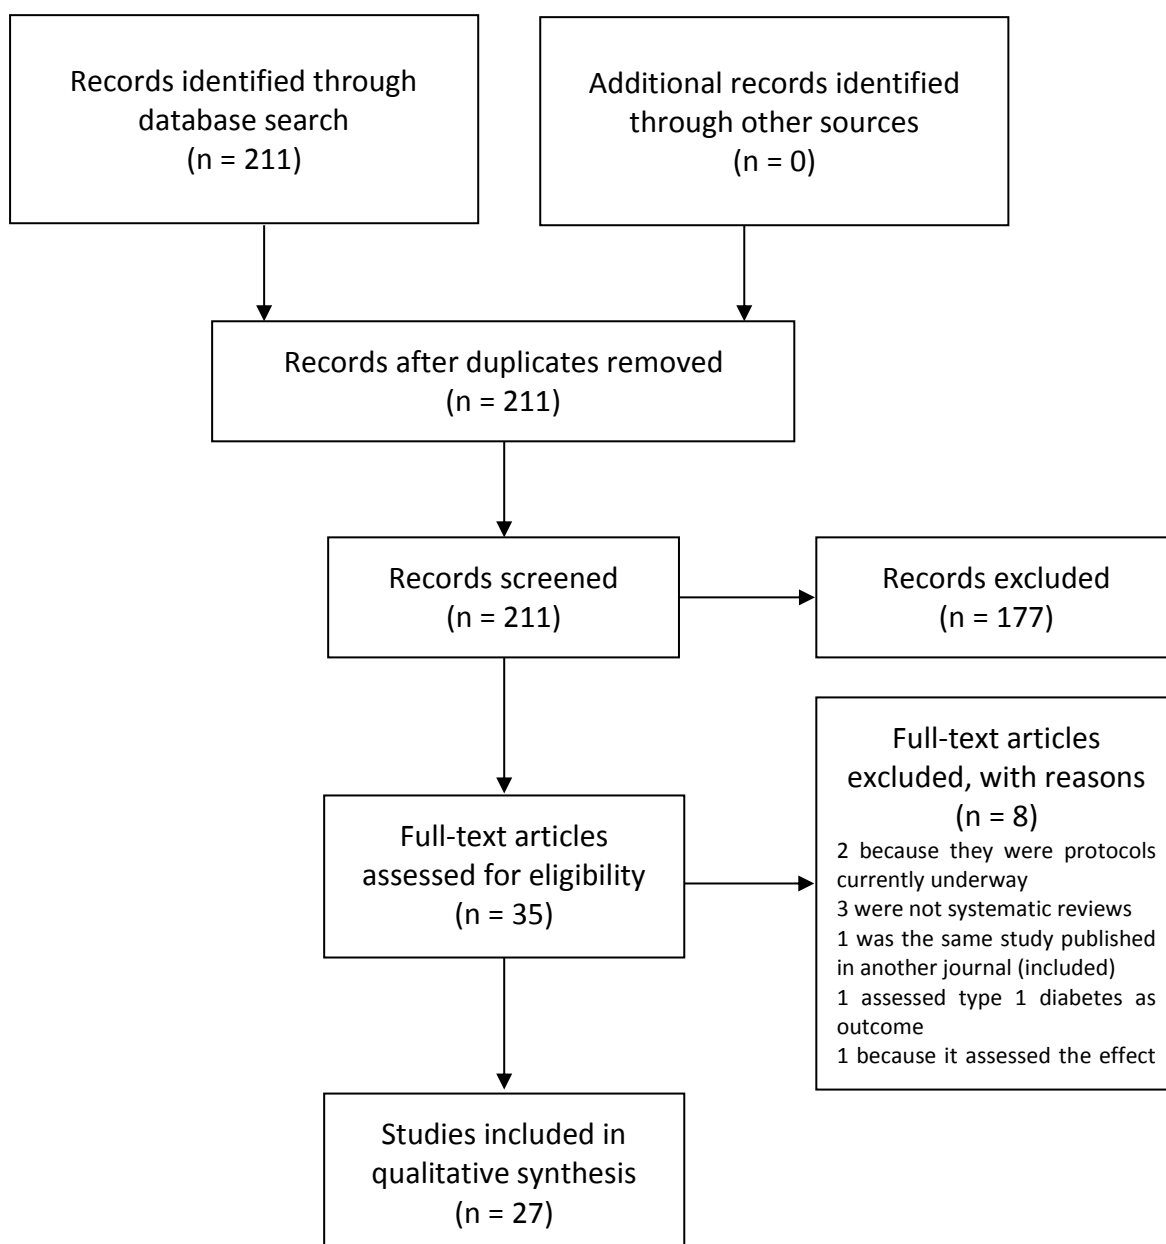 Records identified through
database search
(n = 211)
Additional records identified
through other sources
(n = 0)
Records after duplicates removed
(n = 211)
Records screened
(n = 211)
Records excluded
(n = 177)
Full-text articles
assessed for eligibility
(n = 35)
Full-text articles
excluded, with reasons
(n = 8)
2 because they were protocols
currently underway
3 were not systematic reviews
1 was the same study published
in another journal (included)
1 assessed type 1 diabetes as
outcome
1 because it assessed the effect
Studies included in
qualitative synthesis
(n = 27)